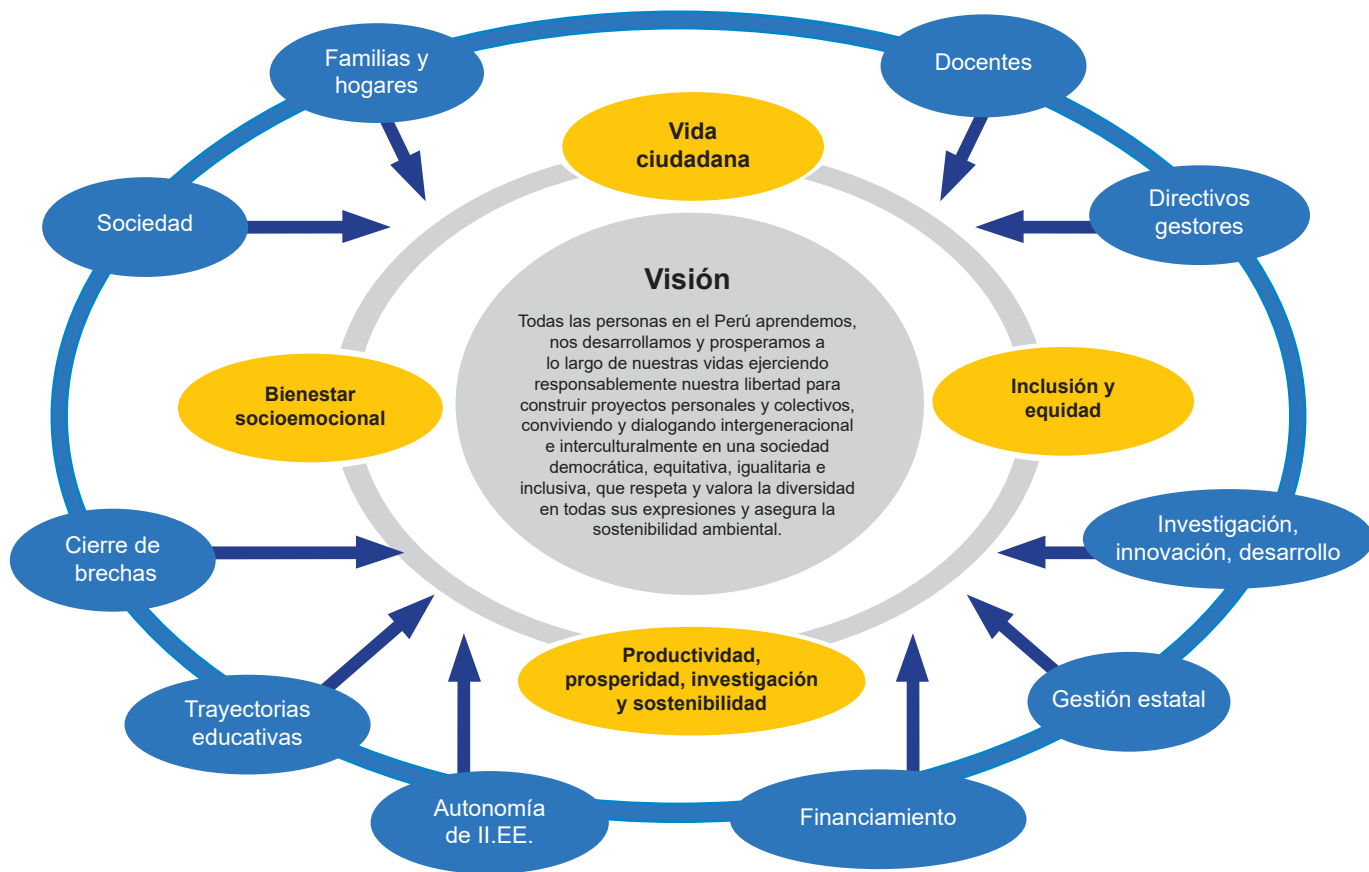 Familias y
hogares
Docentes
Vida
ciudadana
Sociedad
Directivos
gestores
Visión
Todas las personas en el Perú aprendemos,
nos desarrollamos y prosperamos a
lo largo de nuestras vidas ejerciendo
responsablemente nuestra libertad para
construir proyectos personales y colectivos,
conviviendo y dialogando intergeneracional
e interculturalmente en una sociedad
democrática, equitativa, igualitaria e
inclusiva, que respeta y valora la diversidad
en todas sus expresiones y asegura la
sostenibilidad ambiental.
Bienestar
socioemocional
Inclusión y
equidad
Cierre de
brechas
Investigación,
innovación, desarrollo
Productividad,
prosperidad, investigación
y sostenibilidad
Trayectorias
educativas
Gestión estatal
Autonomía
de II.EE.
Financiamiento